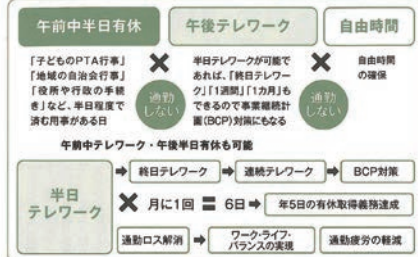 午前中半日有休
午後テレワーク
自由時間
「子どものPTA行事」
「地域の自治会行事」
「役所や行政の手続
き」など、半日程度で
済む用事がある日
×
通勤
しない
半日テレワークが可能で
あれば、「終日テレワー
ク」「1週間」「1カ月」も
できるので事業継続計
画(BCP)対策にもなる
×
通勤
しない
自由時間
の確保
午前中テレワーク・午後半日有休も可能
半日
テレワーク
➡ 終日テレワーク ➡ 連続テレワーク ➡ BCP対策
× 月に1回 = 6日 ➡ 年5日の有休取得義務達成
通勤ロス解消 ➡ ワーク・ライフ・
バランスの実現
通勤疲労の軽減